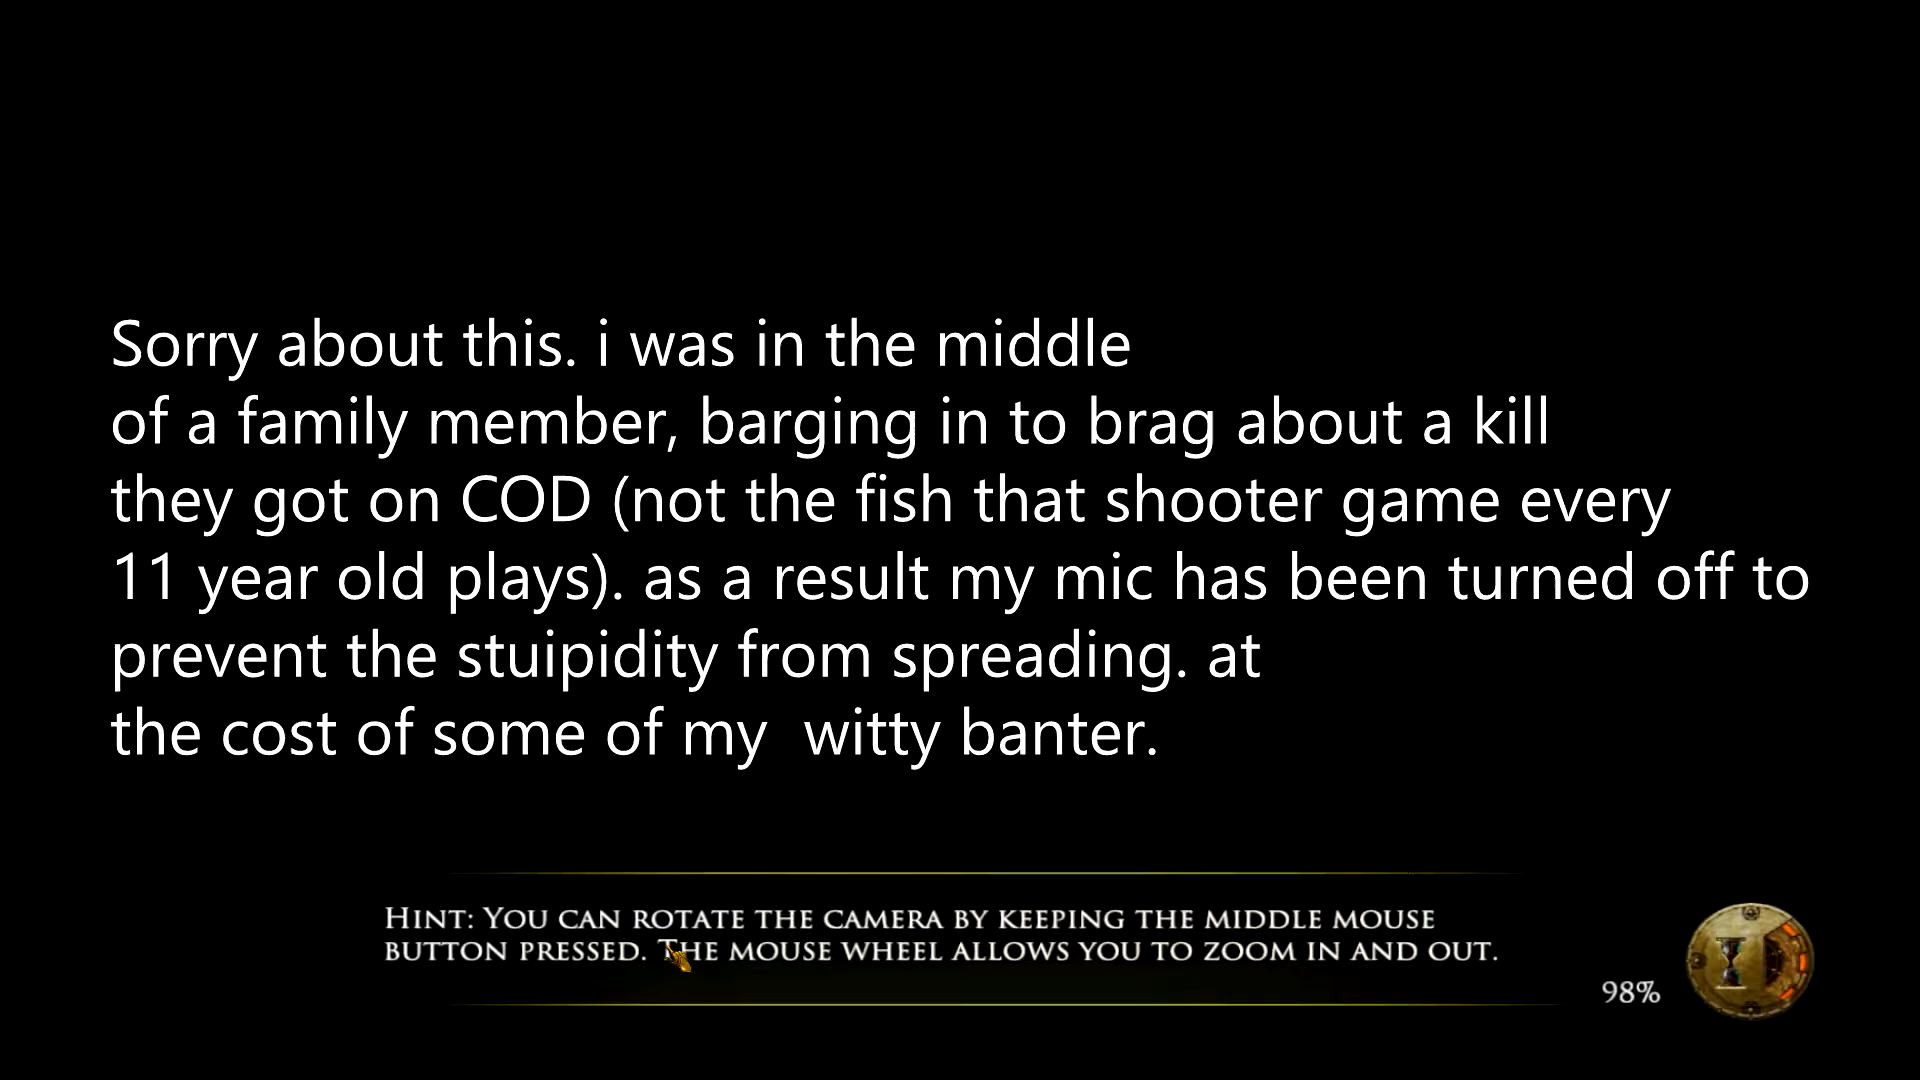 Sorry about this. i was in the middle
of a family member, barging in to brag about a kill
they got on COD (not the fish that shooter game every
11 year old plays). as a result my mic has been turned off to
prevent the stuipidity from spreading. at
the cost of some of my  witty banter.
Hint: You can rotate the camera by keeping the middle mouse
button pressed. The mouse wheel allows you to zoom in and out.
98%